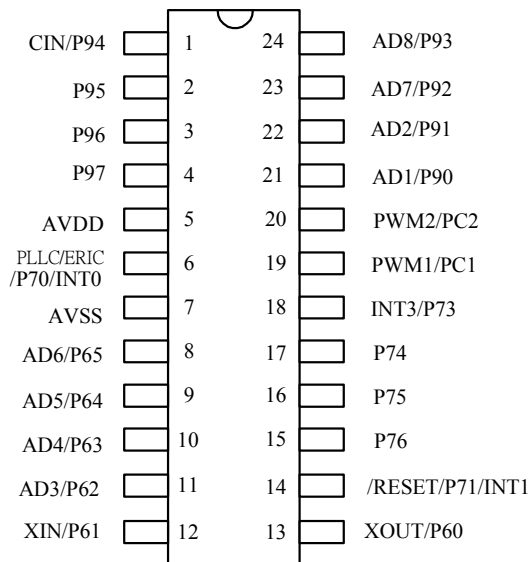 CIN/P94 1 24 AD8/P93
P95 2 23 AD7/P92
P96 3 22 AD2/P91
P97 4 21 AD1/P90
AVDD 5 20 PWM2/PC2
PLLC/ERIC
/P70/INT0 6 19 PWM1/PC1
AVSS 7 18 INT3/P73
AD6/P65 8 17 P74
AD5/P64 9 16 P75
AD4/P63 10 15 P76
AD3/P62 11 14 /RESET/P71/INT1
XIN/P61 12 13 XOUT/P60